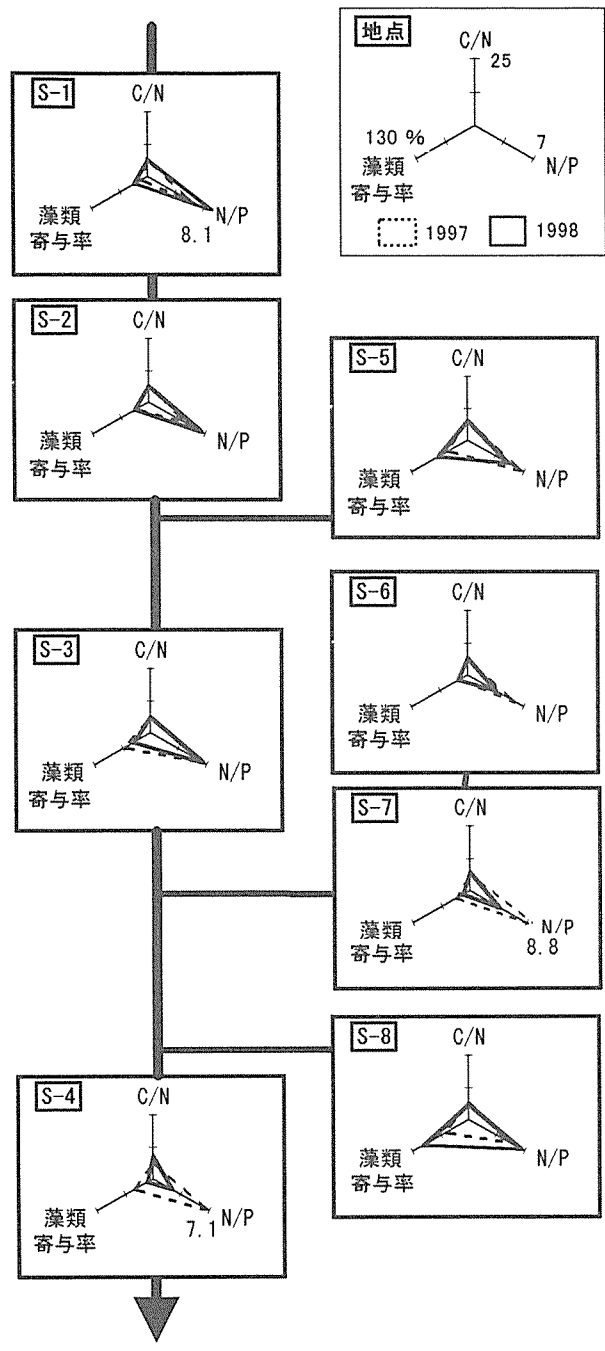 地点
C/N
25
130 %
7
藻類
寄与率
N/P
1997
1998
S-1
C/N
藻類
寄与率
N/P
8.1
S-2
C/N
藻類
寄与率
N/P
S-5
C/N
藻類
寄与率
N/P
S-3
C/N
藻類
寄与率
N/P
S-6
C/N
藻類
寄与率
N/P
S-7
C/N
藻類
寄与率
N/P
8.8
S-8
C/N
藻類
寄与率
N/P
S-4
C/N
藻類
寄与率
N/P
7.1